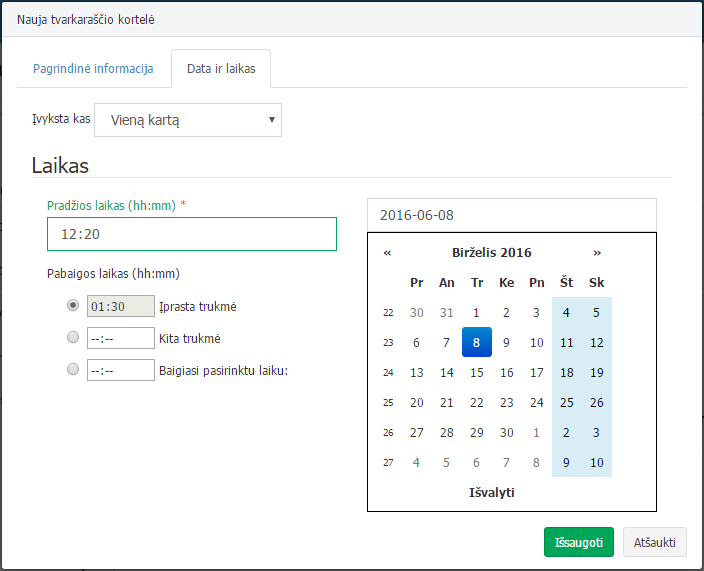 Nauja tvarkaraščio kortelė
Pagrindinė informacija Data ir laikas
Įvyksta kas Vieną kartą
Laikas
Pradžios laikas (hh:mm) *
12:20
Pabaigos laikas (hh:mm)
01:30 Įprasta trukmė
--:-- Kita trukmė
--:-- Baigiasi pasirinktu laiku:
2016-06-08
« Birželis 2016 »
Pr An Tr Ke Pn Št Sk
22 30 31 1 2 3 4 5
23 6 7 8 9 10 11 12
24 13 14 15 16 17 18 19
25 20 21 22 23 24 25 26
26 27 28 29 30 1 2 3
27 4 5 6 7 8 9 10
Išvalyti
Išsaugoti Atšaukti